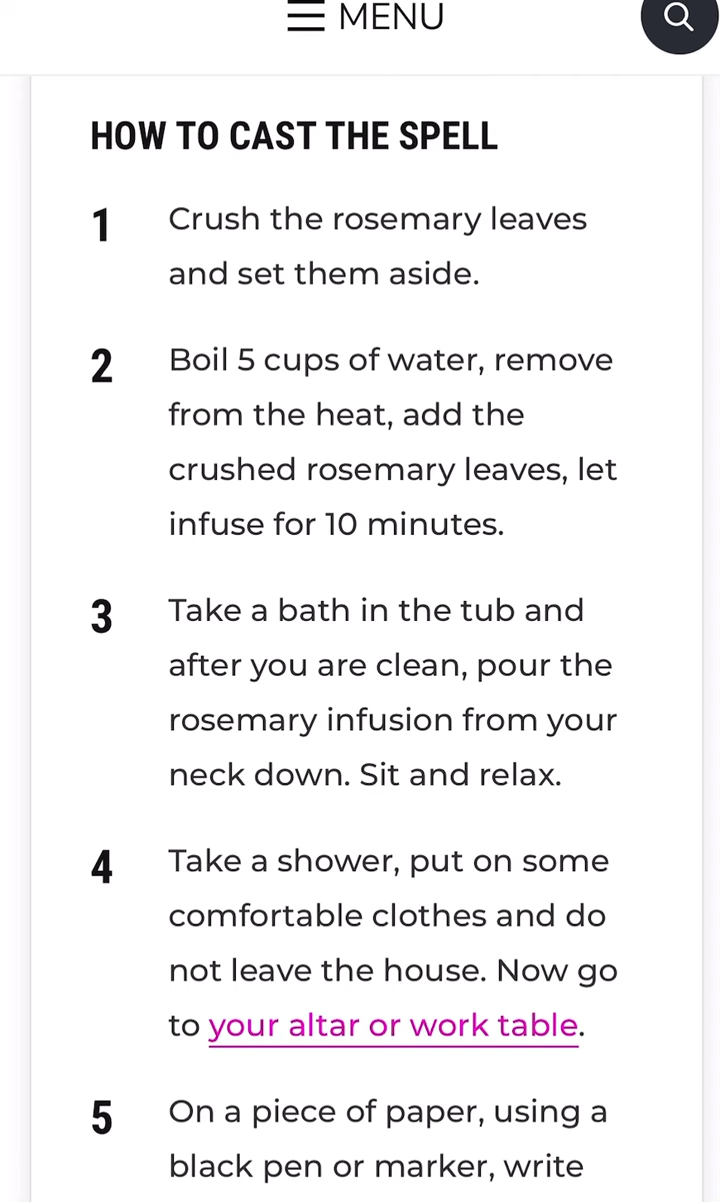 MENU
HOW TO CAST THE SPELL
1 Crush the rosemary leaves
and set them aside.
2 Boil 5 cups of water, remove
from the heat, add the
crushed rosemary leaves, let
infuse for 10 minutes.
3 Take a bath in the tub and
after you are clean, pour the
rosemary infusion from your
neck down. Sit and relax.
4 Take a shower, put on some
comfortable clothes and do
not leave the house. Now go
to your altar or work table.
5 On a piece of paper, using a
black pen or marker, write